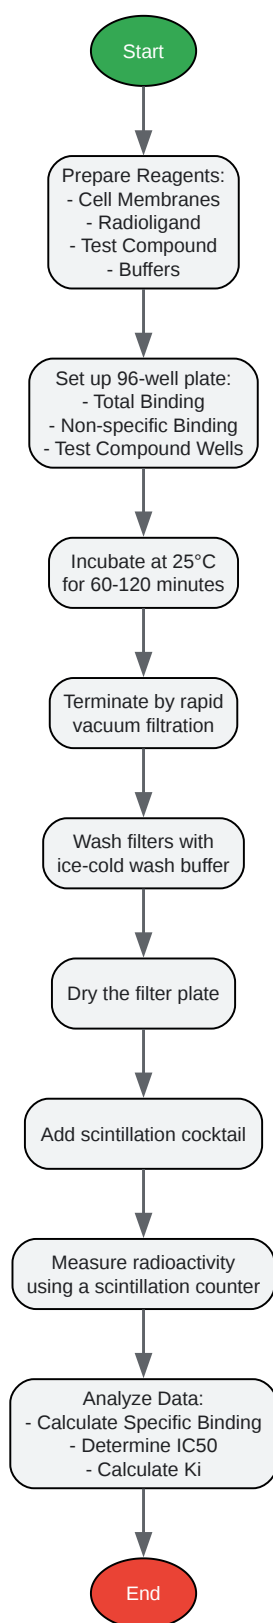 Start
Prepare Reagents:
- Cell Membranes
- Radioligand
- Test Compound
- Buffers
Set up 96-well plate:
- Total Binding
- Non-specific Binding
- Test Compound Wells
Incubate at 25°C
for 60-120 minutes
Terminate by rapid
vacuum filtration
Wash filters with
ice-cold wash buffer
Dry the filter plate
Add scintillation cocktail
Measure radioactivity
using a scintillation counter
Analyze Data:
- Calculate Specific Binding
- Determine IC50
- Calculate Ki
End